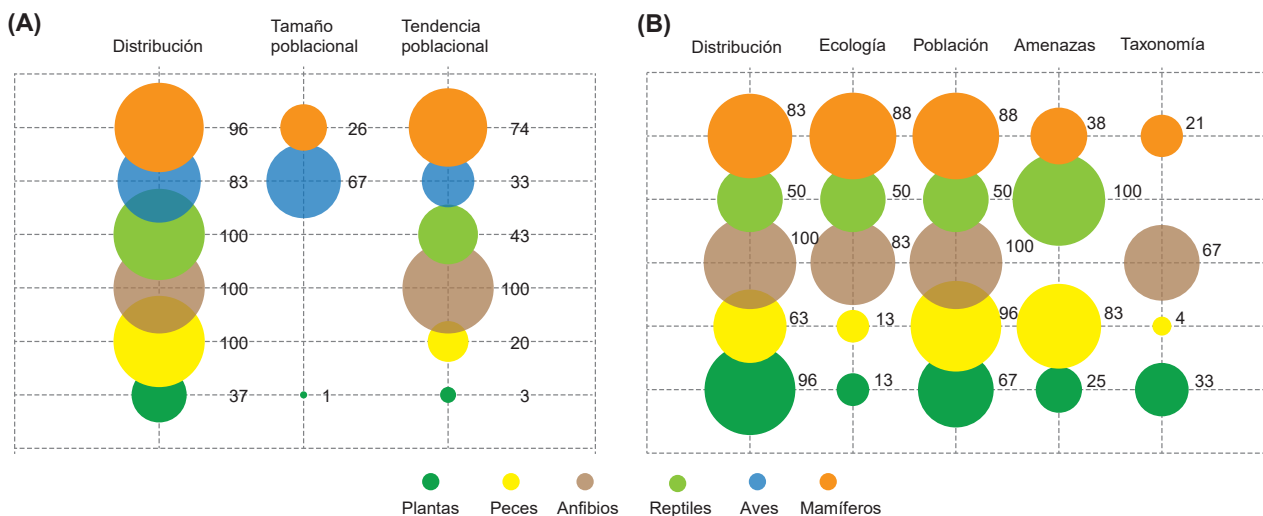 (A)
Distribución Tamaño poblacional Tendencia poblacional
96 26 74
83 67 33
100 43
100 100
100 20
37 1 3
(B)
Distribución Ecología Población Amenazas Taxonomía
83 88 88 38 21
50 50 50 100
100 83 100 67
63 13 96 83 4
96 13 67 25 33
Plantas Peces Anfibios Reptiles Aves Mamíferos